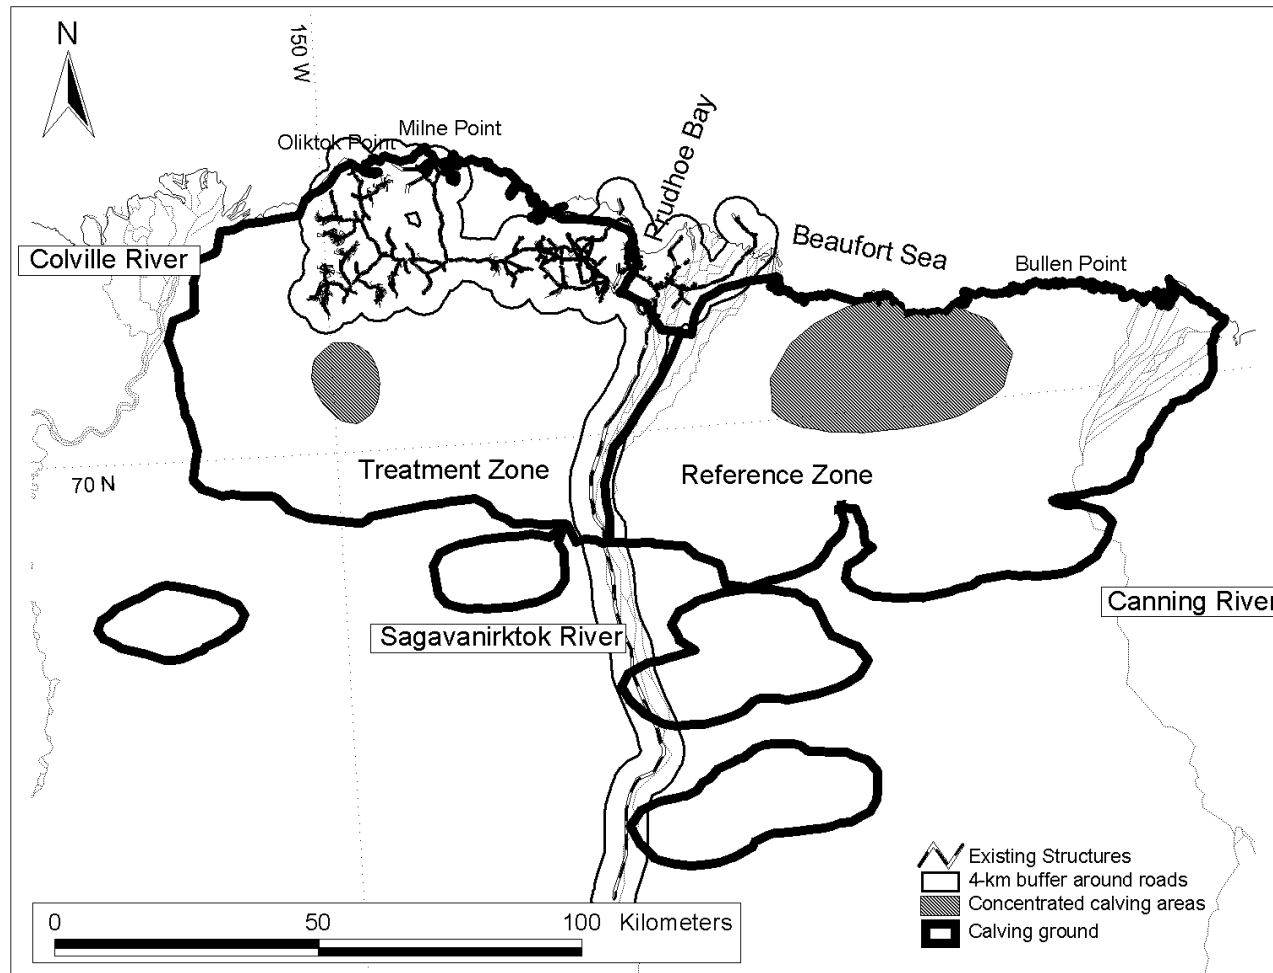 N
150 W
Oliktok Point
Milne Point
Prudhoe Bay
Beaufort Sea
Bullen Point
Colville River
70 N
Treatment Zone
Reference Zone
Sagavanirktok River
Canning River
Existing Structures
4-km buffer around roads
Concentrated calving areas
Calving ground
0 50 100 Kilometers